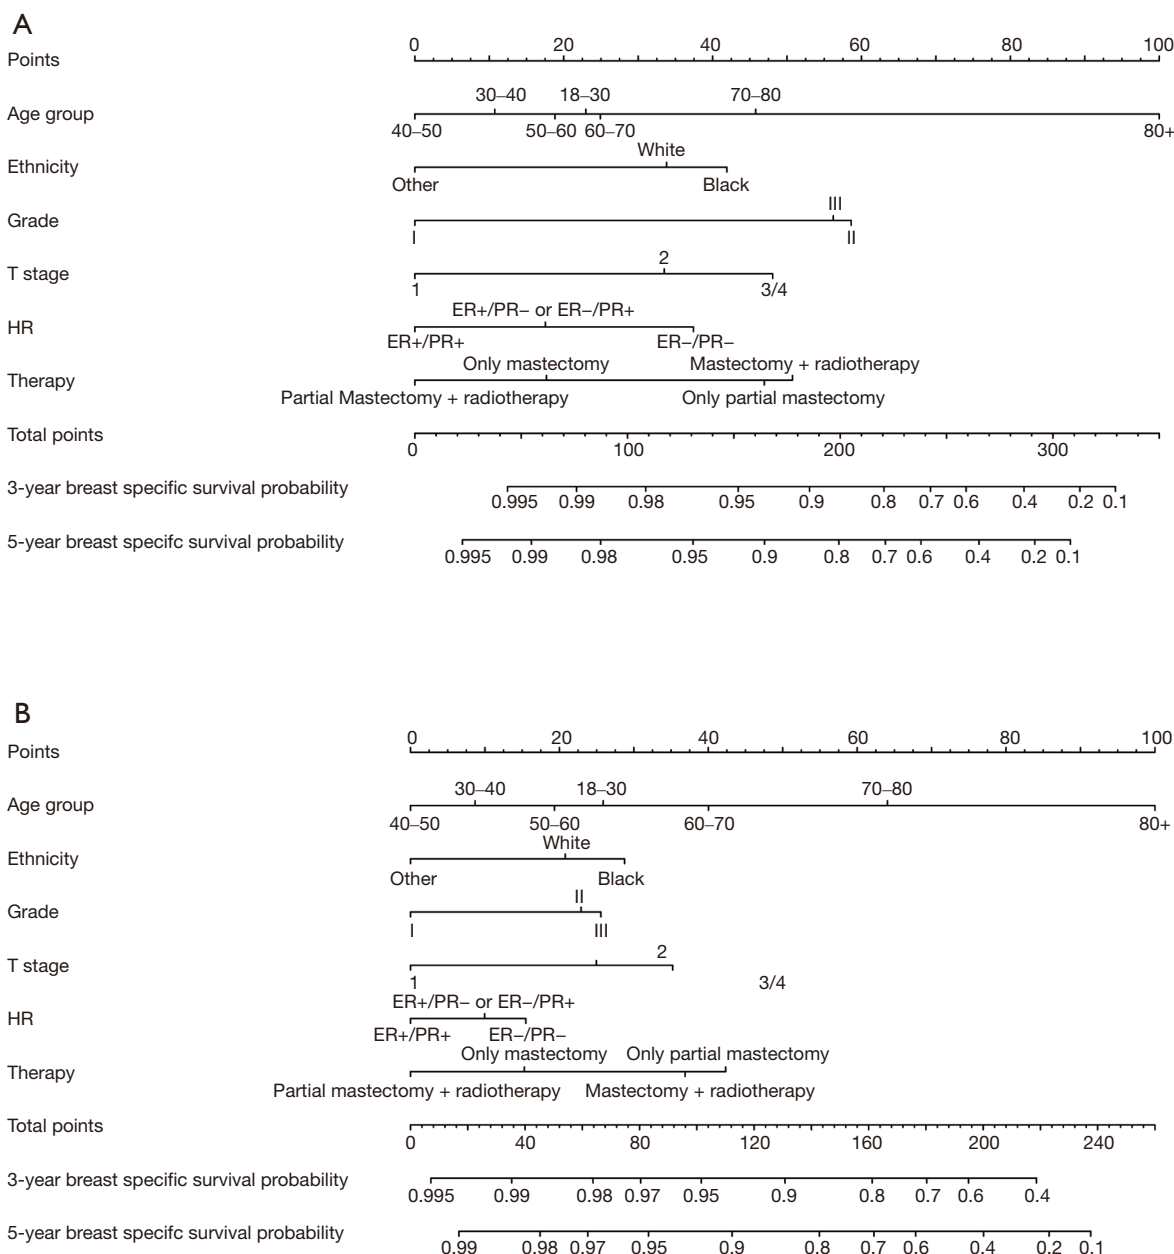 A
0 20 40 60 80 100
Points
30–40 18–30 70–80
Age group
40–50 50–60 60–70 80+
White
Ethnicity
Other Black
III
Grade
I II
2
T stage
1 3/4
ER+/PR− or ER−/PR+
HR
ER+/PR+ ER−/PR−
Only mastectomy Mastectomy + radiotherapy
Therapy
Partial Mastectomy + radiotherapy Only partial mastectomy
Total points
0 100 200 300
3-year breast specific survival probability
0.995 0.99 0.98 0.95 0.9 0.8 0.7 0.6 0.4 0.2 0.1
5-year breast specifc survival probability
0.995 0.99 0.98 0.95 0.9 0.8 0.7 0.6 0.4 0.2 0.1
B
0 20 40 60 80 100
Points
30–40 18–30 70–80
Age group
40–50 50–60 60–70 80+
White
Ethnicity
Other Black
II
Grade
I III
2
T stage
1 3/4
ER+/PR− or ER−/PR+
HR
ER+/PR+ ER−/PR−
Only mastectomy Only partial mastectomy
Therapy
Partial mastectomy + radiotherapy Mastectomy + radiotherapy
Total points
0 40 80 120 160 200 240
3-year breast specific survival probability
0.995 0.99 0.98 0.97 0.95 0.9 0.8 0.7 0.6 0.4
5-year breast specifc survival probability
0.99 0.98 0.97 0.95 0.9 0.8 0.7 0.6 0.4 0.2 0.1